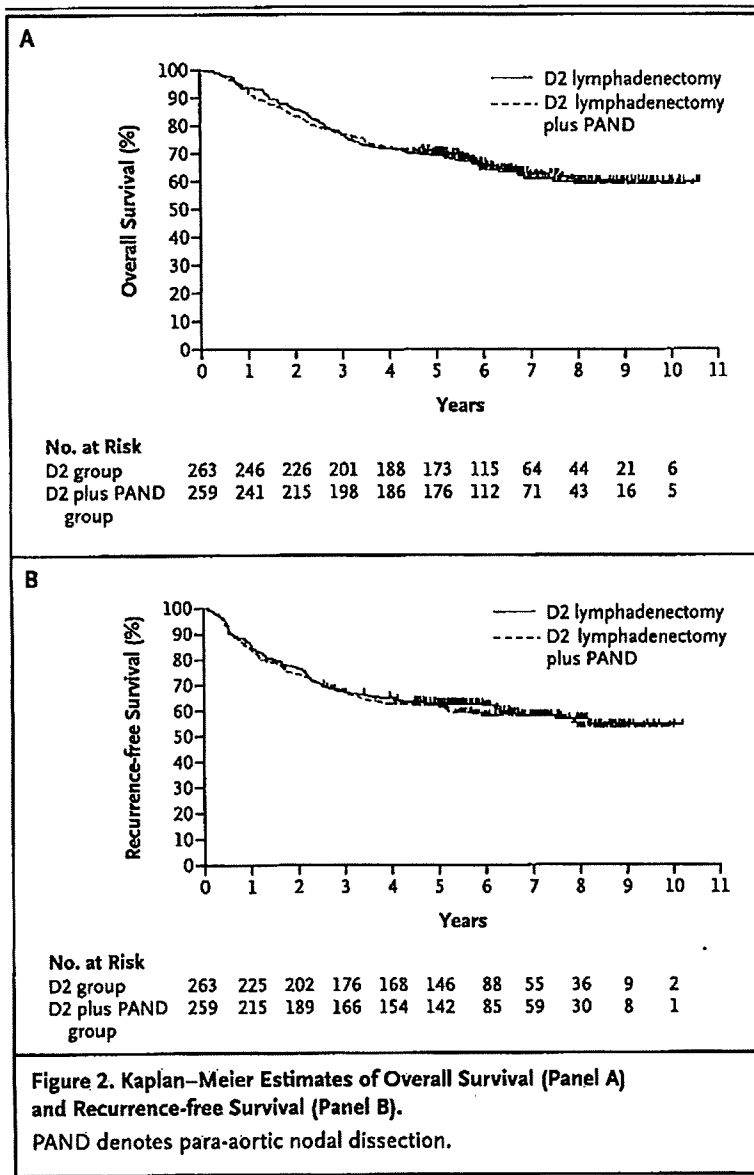 A
100
90
80
70
60
50
40
30
20
10
0
Overall Survival (%)
D2 lymphadenectomy
D2 lymphadenectomy
plus PAND
0 1 2 3 4 5 6 7 8 9 10 11
Years
No. at Risk
D2 group 263 246 226 201 188 173 115 64 44 21 6
D2 plus PAND 259 241 215 198 186 176 112 71 43 16 5
group
B
100
90
80
70
60
50
40
30
20
10
0
Recurrence-free Survival (%)
D2 lymphadenectomy
D2 lymphadenectomy
plus PAND
0 1 2 3 4 5 6 7 8 9 10 11
Years
No. at Risk
D2 group 263 225 202 176 168 146 88 55 36 9 2
D2 plus PAND 259 215 189 166 154 142 85 59 30 8 1
group
Figure 2. Kaplan–Meier Estimates of Overall Survival (Panel A)
and Recurrence-free Survival (Panel B).
PAND denotes para-aortic nodal dissection.